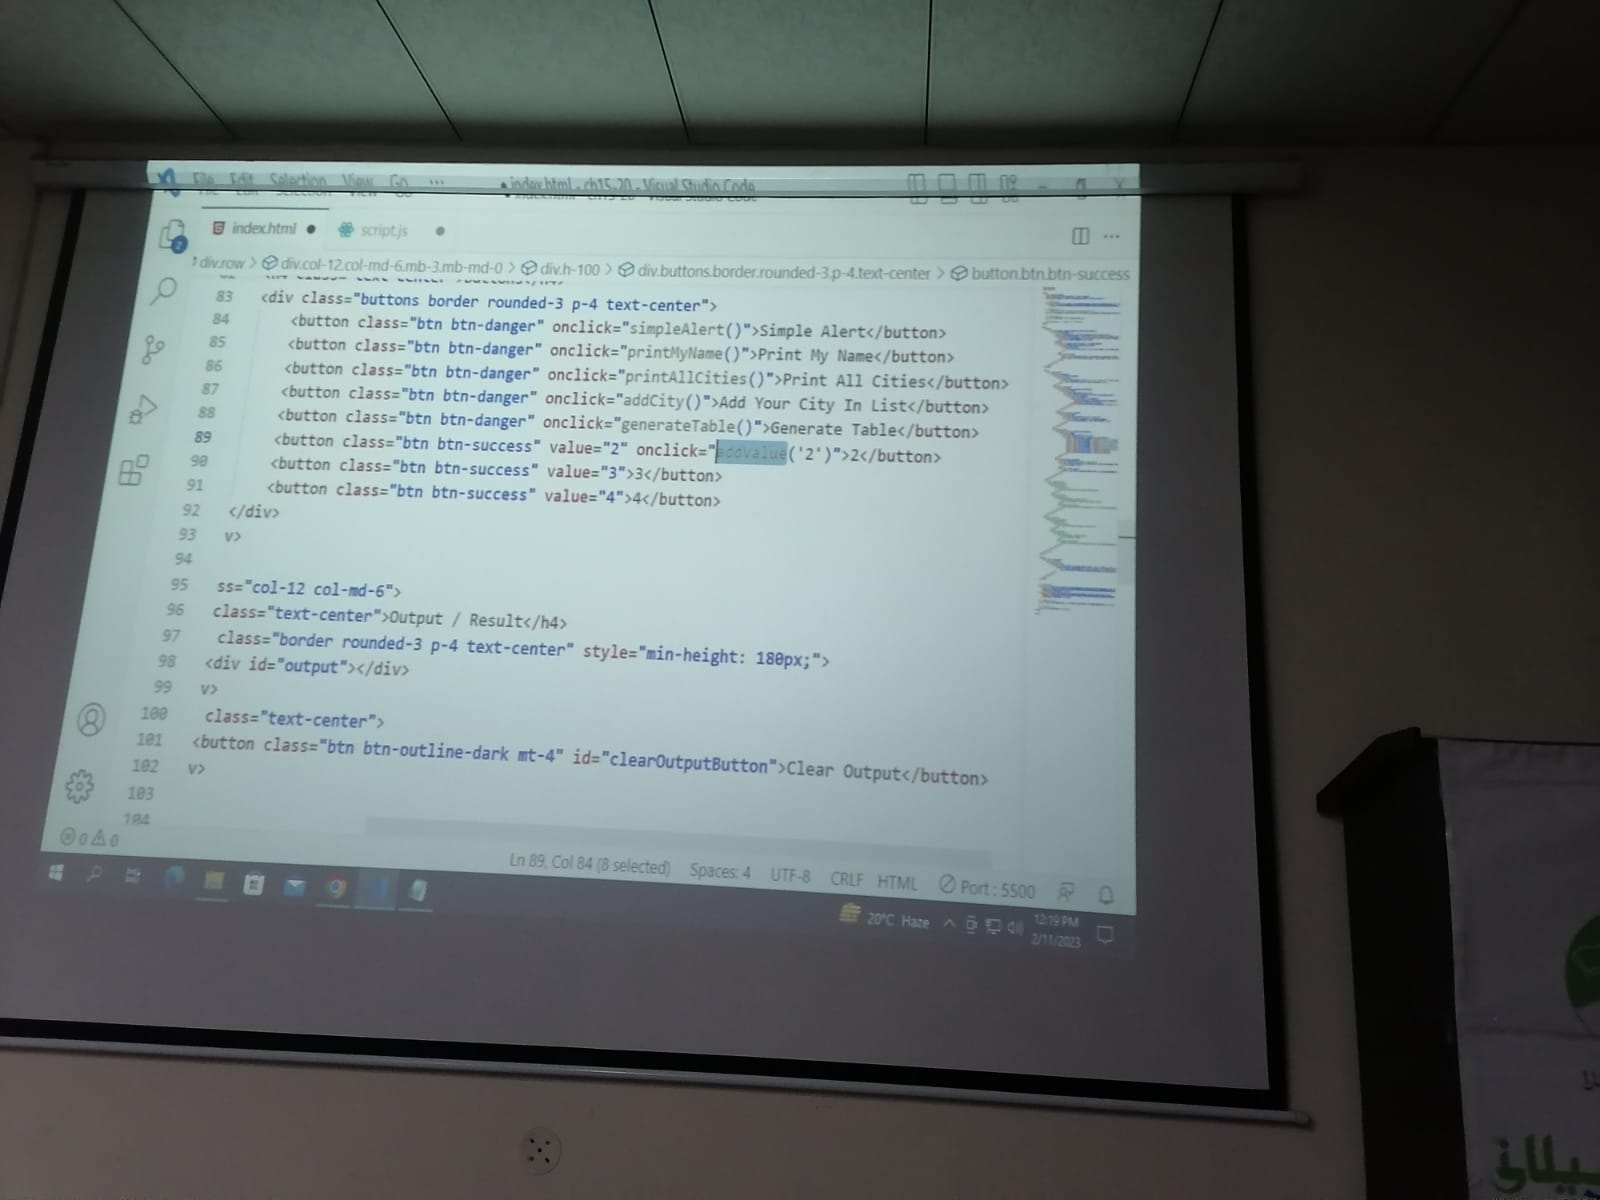 File Edit Selection View Go ... index.html - ch15-20 - Visual Studio Code
index.html ● script.js ●
div.row > div.col-12.col-md-6.mb-3.mb-md-0 > div.h-100 > div.buttons.border.rounded-3.p-4.text-center > button.btn.btn-success
83 <div class="buttons border rounded-3 p-4 text-center">
84 <button class="btn btn-danger" onclick="simpleAlert()">Simple Alert</button>
85 <button class="btn btn-danger" onclick="printMyName()">Print My Name</button>
86 <button class="btn btn-danger" onclick="printAllCities()">Print All Cities</button>
87 <button class="btn btn-danger" onclick="addCity()">Add Your City In List</button>
88 <button class="btn btn-danger" onclick="generateTable()">Generate Table</button>
89 <button class="btn btn-success" value="2" onclick="addValue('2')">2</button>
90 <button class="btn btn-success" value="3">3</button>
91 <button class="btn btn-success" value="4">4</button>
92 </div>
93 v>
94
95 ss="col-12 col-md-6">
96 class="text-center">Output / Result</h4>
97 class="border rounded-3 p-4 text-center" style="min-height: 180px;">
98 <div id="output"></div>
99 v>
100 class="text-center">
101 <button class="btn btn-outline-dark mt-4" id="clearOutputButton">Clear Output</button>
102 v>
103
104
0 0 Ln 89, Col 84 (8 selected) Spaces: 4 UTF-8 CRLF HTML Port : 5500
20°C Haze 12:19 PM
2/11/2023